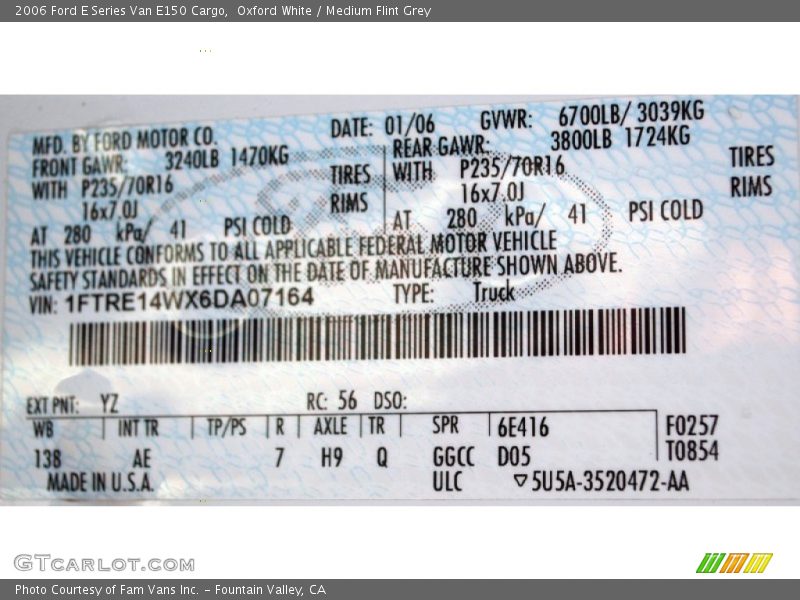 2006 Ford E Series Van E150 Cargo,  Oxford White / Medium Flint Grey
MFD. BY FORD MOTOR CO.
DATE: 01/06
GVWR: 6700LB/ 3039KG
FRONT GAWR: 3240LB 1470KG
REAR GAWR: 3800LB 1724KG
WITH P235/70R16 TIRES
WITH P235/70R16 TIRES
16x7.0J RIMS
16x7.0J RIMS
AT 280 kPa/ 41 PSI COLD
AT 280 kPa/ 41 PSI COLD
THIS VEHICLE CONFORMS TO ALL APPLICABLE FEDERAL MOTOR VEHICLE
SAFETY STANDARDS IN EFFECT ON THE DATE OF MANUFACTURE SHOWN ABOVE.
VIN: 1FTRE14WX6DA07164 TYPE: Truck
EXT PNT: YZ RC: 56 DSO:
WB INT TR TP/PS R AXLE TR SPR 6E416 F0257
138 AE 7 H9 Q GGCC D05 T0854
MADE IN U.S.A. ULC ▽5U5A-3520472-AA
GTCARLOT.COM
Photo Courtesy of Fam Vans Inc. – Fountain Valley, CA